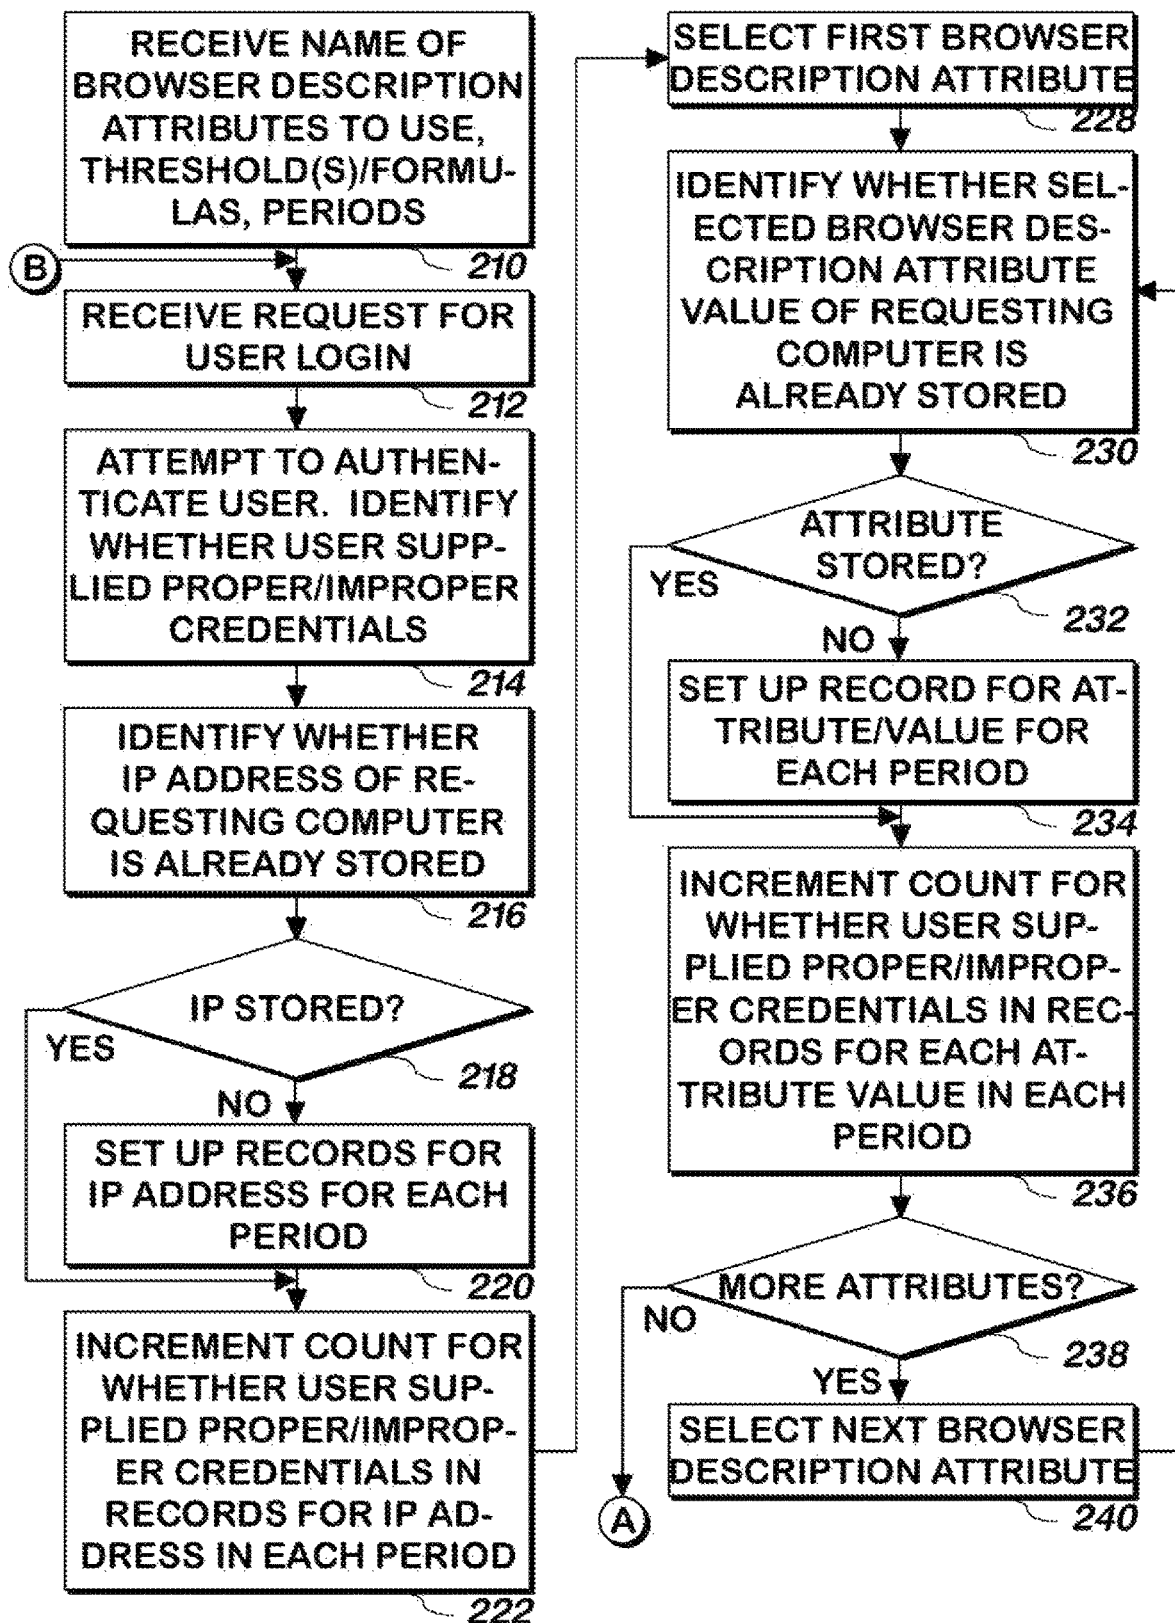 RECEIVE NAME OF
BROWSER DESCRIPTION
ATTRIBUTES TO USE,
THRESHOLD(S)/FORMU-
LAS, PERIODS
210
B
RECEIVE REQUEST FOR
USER LOGIN
212
ATTEMPT TO AUTHEN-
TICATE USER. IDENTIFY
WHETHER USER SUPP-
LIED PROPER/IMPROPER
CREDENTIALS
214
IDENTIFY WHETHER
IP ADDRESS OF RE-
QUESTING COMPUTER
IS ALREADY STORED
216
IP STORED?
YES
218
NO
SET UP RECORDS FOR
IP ADDRESS FOR EACH
PERIOD
220
INCREMENT COUNT FOR
WHETHER USER SUP-
PLIED PROPER/IMPROP-
ER CREDENTIALS IN
RECORDS FOR IP AD-
DRESS IN EACH PERIOD
222
SELECT FIRST BROWSER
DESCRIPTION ATTRIBUTE
228
IDENTIFY WHETHER SEL-
ECTED BROWSER DES-
CRIPTION ATTRIBUTE
VALUE OF REQUESTING
COMPUTER IS
ALREADY STORED
230
ATTRIBUTE
STORED?
YES
232
NO
SET UP RECORD FOR AT-
TRIBUTE/VALUE FOR
EACH PERIOD
234
INCREMENT COUNT FOR
WHETHER USER SUP-
PLIED PROPER/IMPROP-
ER CREDENTIALS IN REC-
ORDS FOR EACH AT-
TRIBUTE VALUE IN EACH
PERIOD
236
MORE ATTRIBUTES?
NO
238
YES
SELECT NEXT BROWSER
DESCRIPTION ATTRIBUTE
240
A